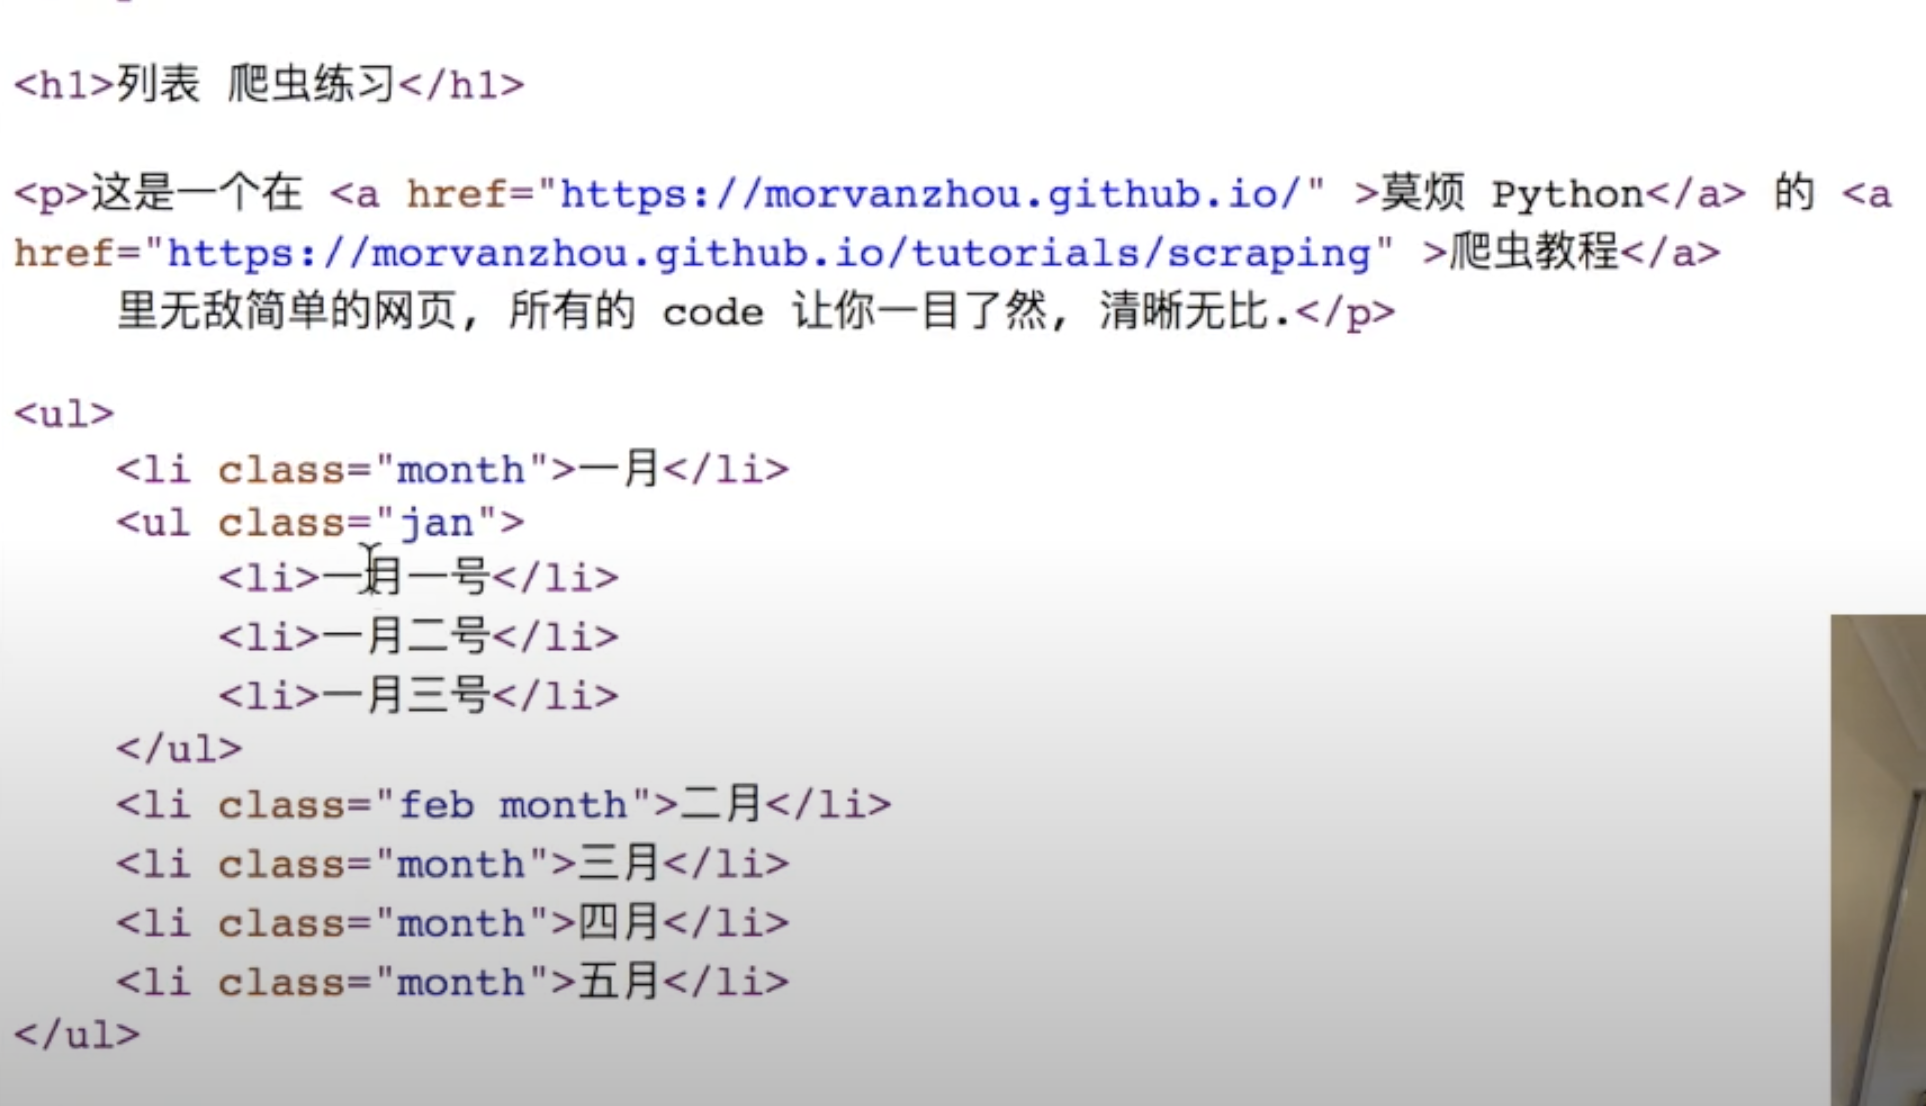 <h1>列表 爬虫练习</h1>
<p>这是一个在 <a href="https://morvanzhou.github.io/" >莫烦 Python</a> 的 <a
href="https://morvanzhou.github.io/tutorials/scraping" >爬虫教程</a>
里无敌简单的网页, 所有的 code 让你一目了然, 清晰无比.</p>
<ul>
<li class="month">一月</li>
<ul class="jan">
<li>一月一号</li>
<li>一月二号</li>
<li>一月三号</li>
</ul>
<li class="feb month">二月</li>
<li class="month">三月</li>
<li class="month">四月</li>
<li class="month">五月</li>
</ul>